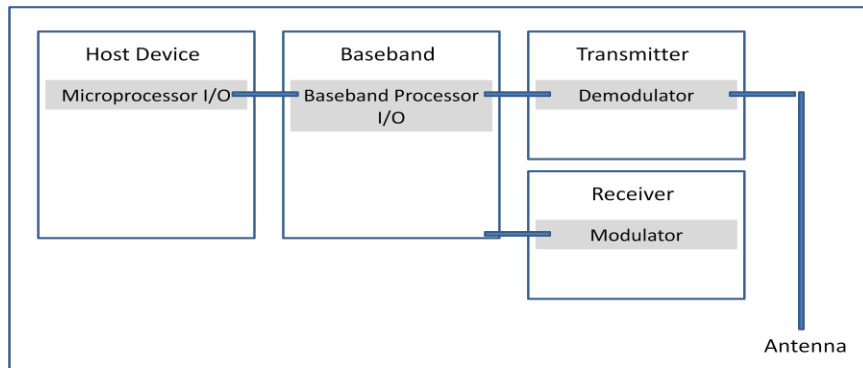 Host Device
Microprocessor I/O
Baseband
Baseband Processor
I/O
Transmitter
Demodulator
Receiver
Modulator
Antenna